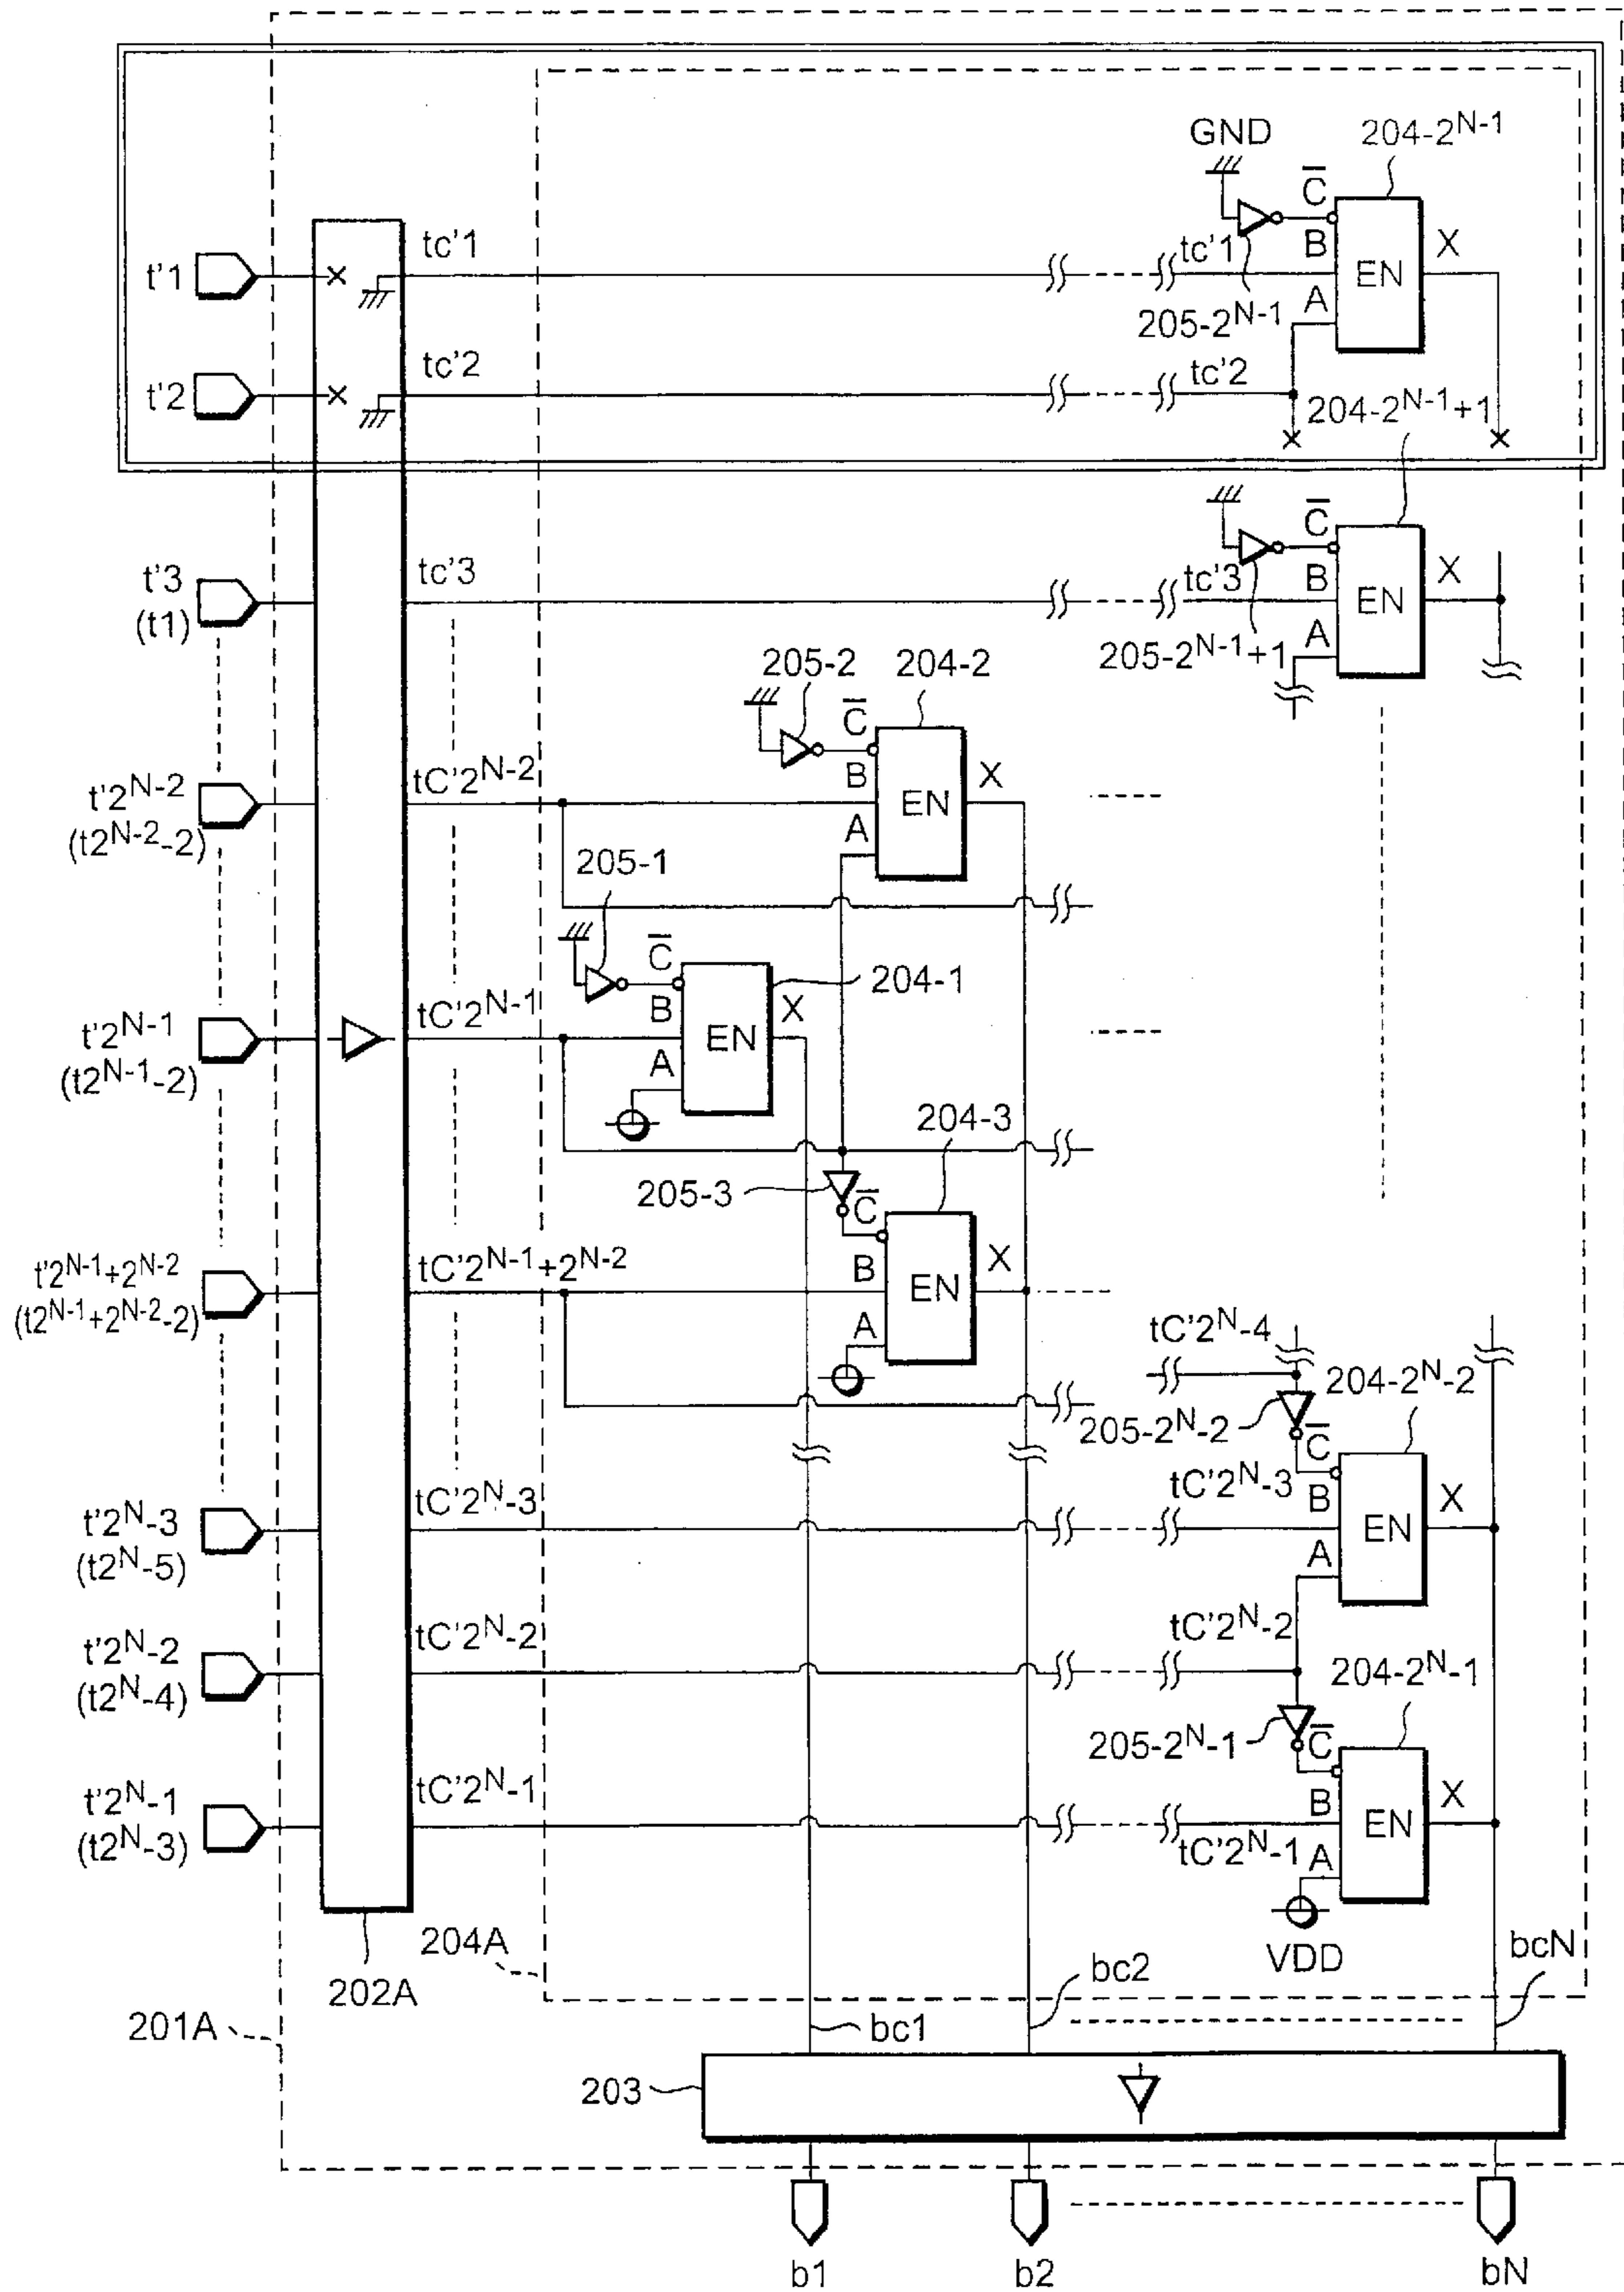 GND
204-2^N-1
C̅
t'1
tc'1
tc'1
B
X
EN
A
205-2^N-1
t'2
tc'2
tc'2
204-2^N-1+1
t'3
(t1)
tc'3
tc'3
C̅
B
X
EN
A
205-2^N-1+1
205-2
204-2
C̅
t'2^N-2
(t2^N-2-2)
tC'2^N-2
B
X
EN
A
205-1
C̅
204-1
t'2^N-1
(t2^N-1-2)
tC'2^N-1
B
X
EN
A
204-3
205-3
C̅
t'2^N-1+2^N-2
(t2^N-1+2^N-2-2)
tC'2^N-1+2^N-2
B
X
EN
A
tC'2^N-4
204-2^N-2
205-2^N-2
C̅
t'2^N-3
(t2^N-5)
tC'2^N-3
tC'2^N-3
B
X
EN
A
t'2^N-2
(t2^N-4)
tC'2^N-2
tC'2^N-2
204-2^N-1
205-2^N-1
C̅
t'2^N-1
(t2^N-3)
tC'2^N-1
tC'2^N-1
B
X
EN
A
VDD
204A
202A
201A
bc1
bc2
bcN
203
b1
b2
bN